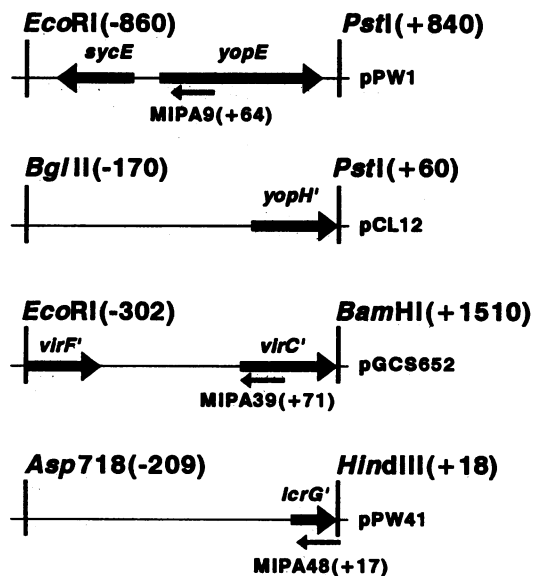 EcoRI(-860) PstI(+840)
sycE yopE
pPW1
MIPA9(+64)
BglII(-170) PstI(+60)
yopH'
pCL12
EcoRI(-302) BamHI(+1510)
virF' virC'
pGCS652
MIPA39(+71)
Asp718(-209) HindIII(+18)
lcrG'
pPW41
MIPA48(+17)